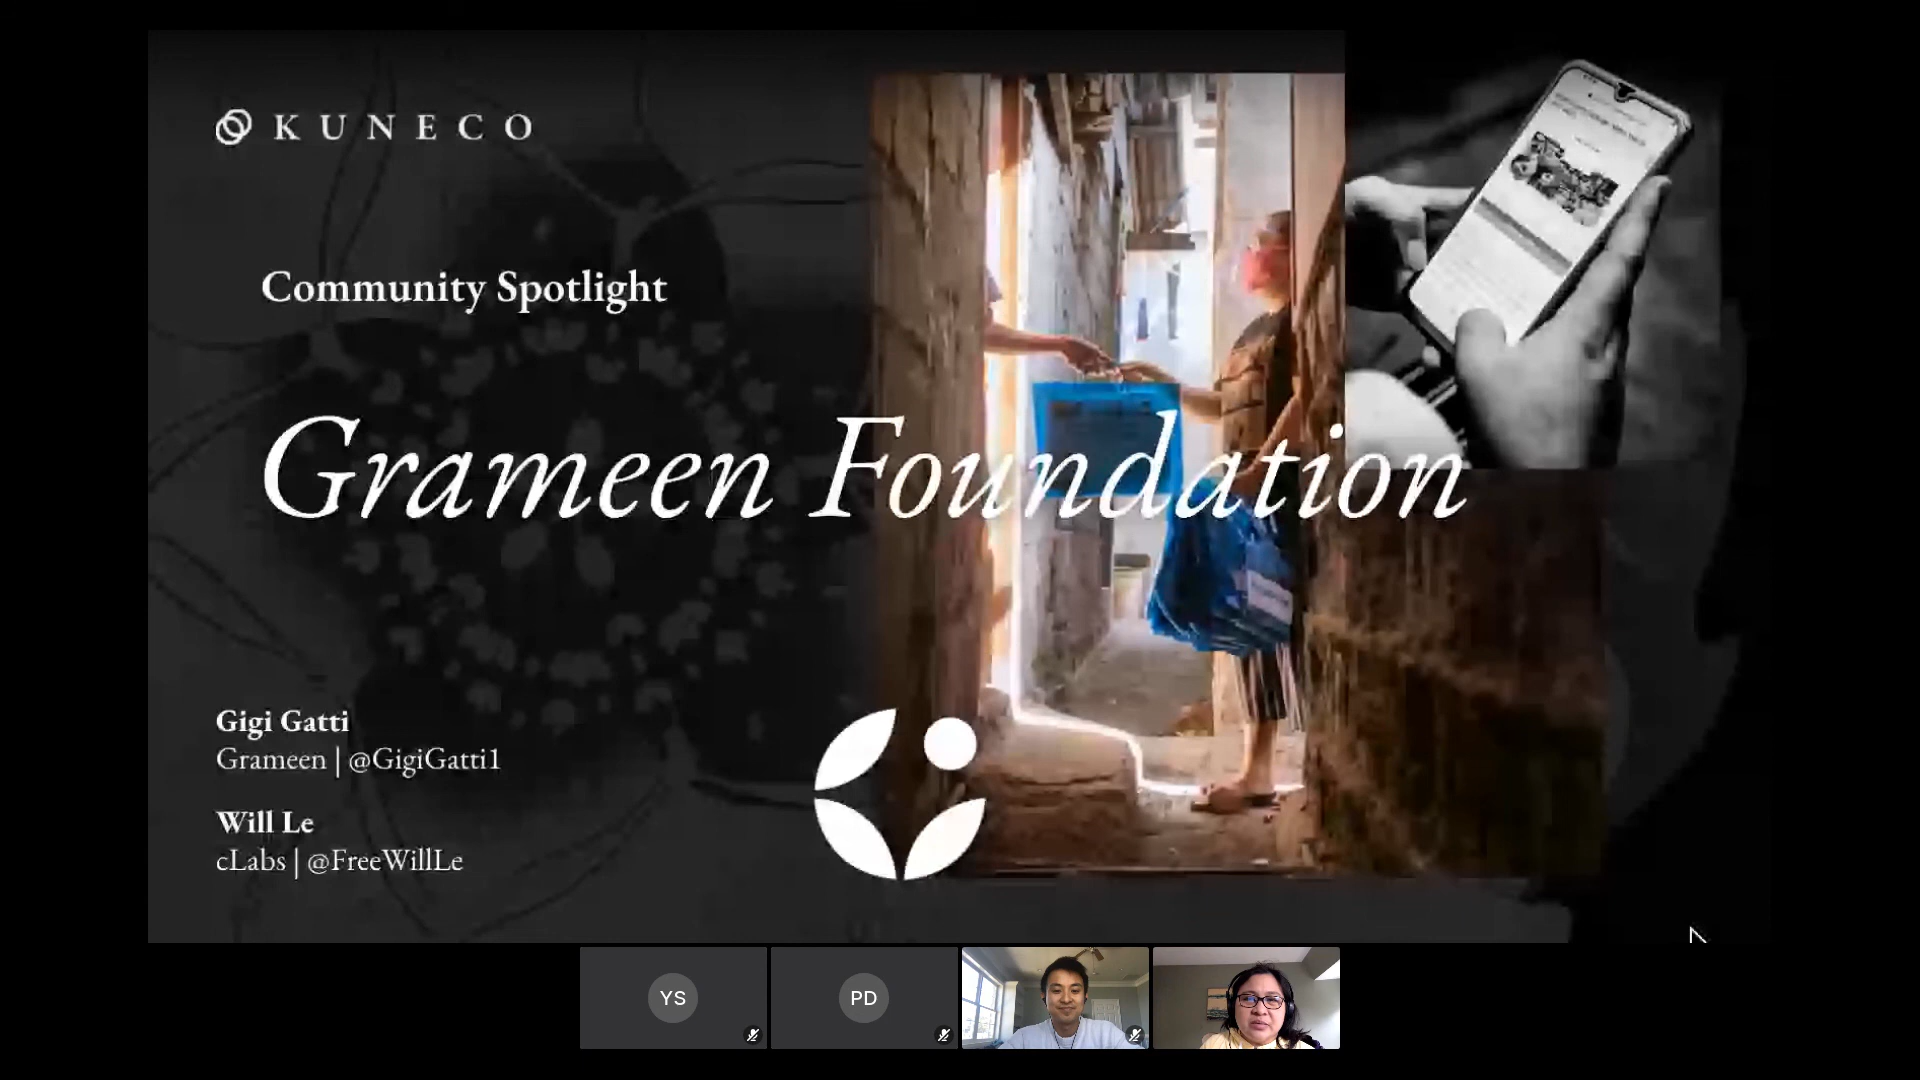 KUNECO
Community Spotlight
Grameen Foundation
Gigi Gatti
Grameen | @GigiGatti1
Will Le
cLabs | @FreeWillLe
YS
PD